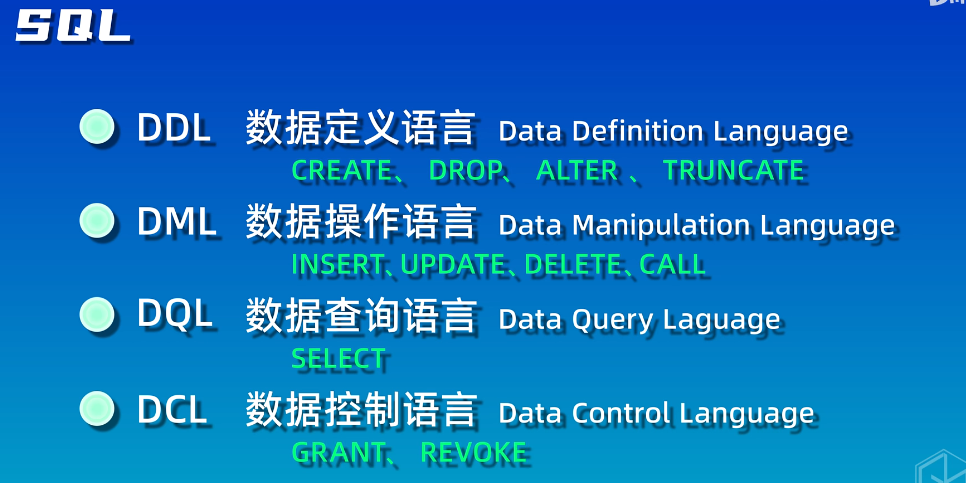 SQL
DDL 数据定义语言 Data Definition Language
CREATE、 DROP、 ALTER 、 TRUNCATE
DML 数据操作语言 Data Manipulation Language
INSERT、UPDATE、DELETE、CALL
DQL 数据查询语言 Data Query Laguage
SELECT
DCL 数据控制语言 Data Control Language
GRANT、 REVOKE